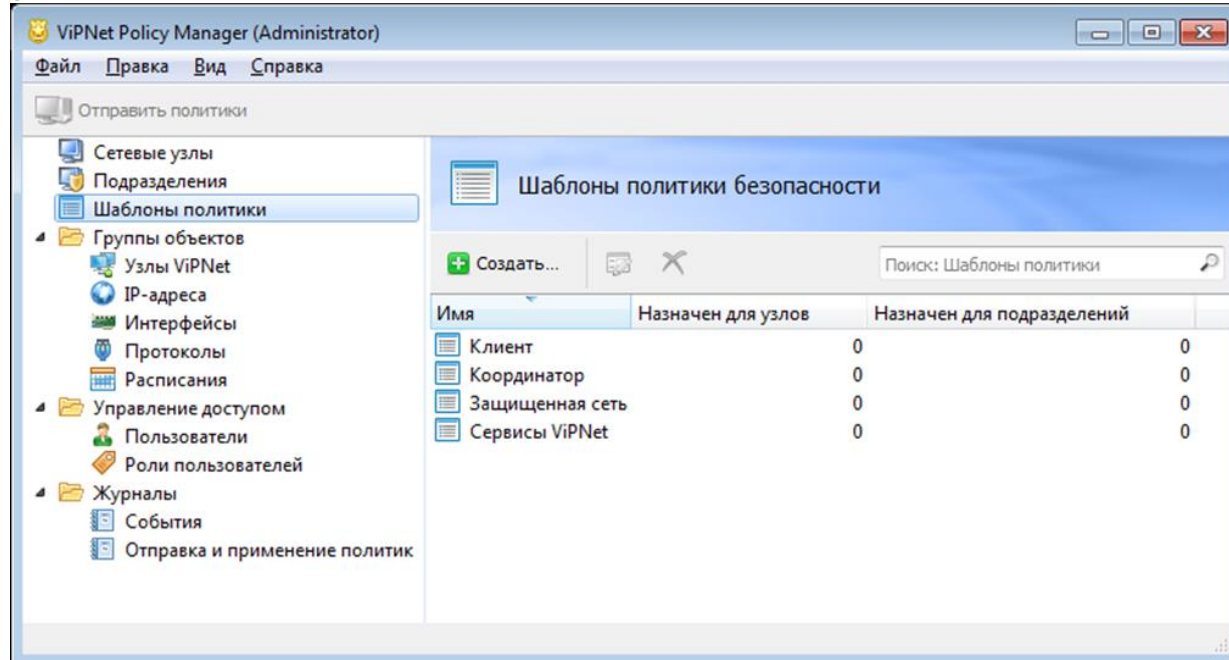 ViPNet Policy Manager (Administrator)
Файл Правка Вид Справка
Отправить политики
Сетевые узлы
Подразделения
Шаблоны политики
Группы объектов
Узлы ViPNet
IP-адреса
Интерфейсы
Протоколы
Расписания
Управление доступом
Пользователи
Роли пользователей
Журналы
События
Отправка и применение политик
Шаблоны политики безопасности
Создать... Поиск: Шаблоны политики
Имя Назначен для узлов Назначен для подразделений
Клиент 0 0
Координатор 0 0
Защищенная сеть 0 0
Сервисы ViPNet 0 0